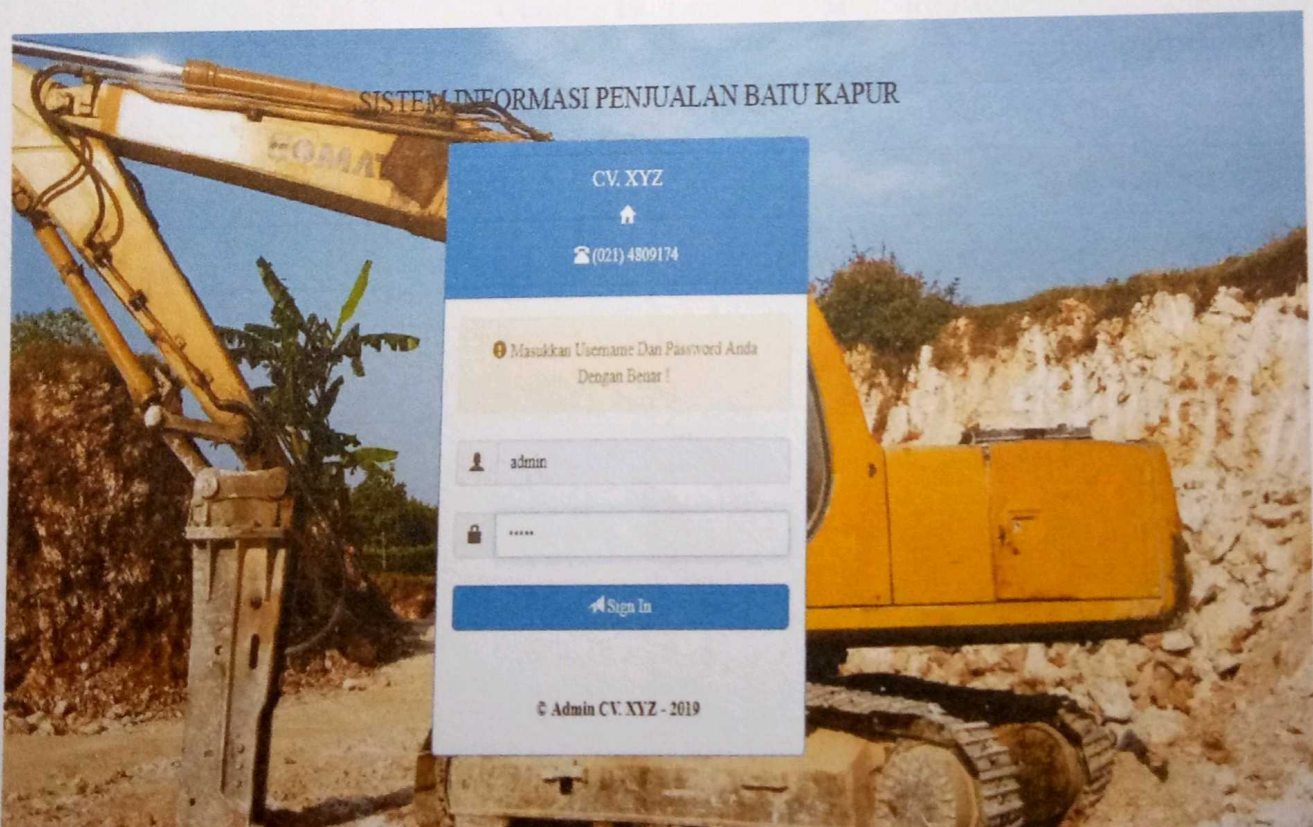 SISTEM INFORMASI PENJUALAN BATU KAPUR
CV. XYZ
(021) 4809174
Masukkan Username Dan Password Anda
Dengan Benar !
admin
•••••
Sign In
© Admin CV. XYZ - 2019